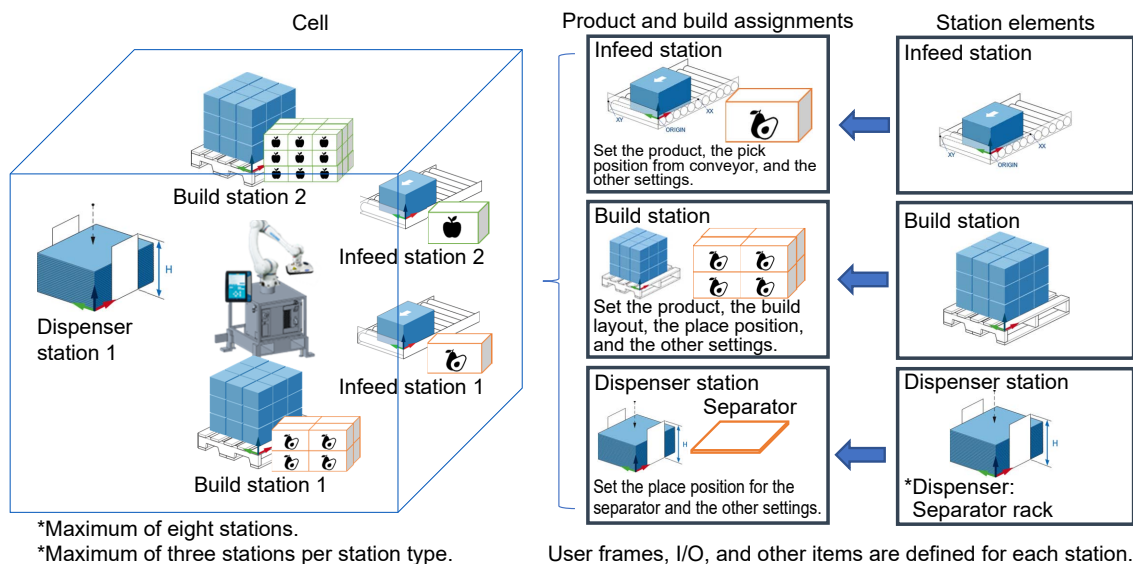 Cell
Product and build assignments
Station elements
Build station 2
Infeed station 2
H
Dispenser
station 1
Infeed station 1
Build station 1
*Maximum of eight stations.
*Maximum of three stations per station type.
Infeed station
XY
ORIGIN
XX
Set the product, the pick
position from conveyor, and the
other settings.
Build station
Set the product, the build
layout, the place position,
and the other settings.
Dispenser station
Separator
H
Set the place position for the
separator and the other settings.
Infeed station
XY
ORIGIN
XX
Build station
Dispenser station
H
*Dispenser:
Separator rack
User frames, I/O, and other items are defined for each station.